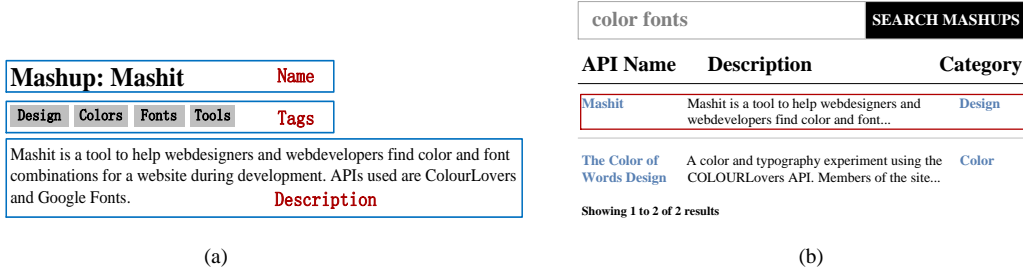 Mashup: Mashit Name
Design Colors Fonts Tools Tags
Mashit is a tool to help webdesigners and webdevelopers find color and font
combinations for a website during development. APIs used are ColourLovers
and Google Fonts. Description
(a)
color fonts SEARCH MASHUPS
API Name Description Category
Mashit Mashit is a tool to help webdesigners and Design
webdevelopers find color and font...
The Color of A color and typography experiment using the Color
Words Design COLOURLovers API. Members of the site...
Showing 1 to 2 of 2 results
(b)